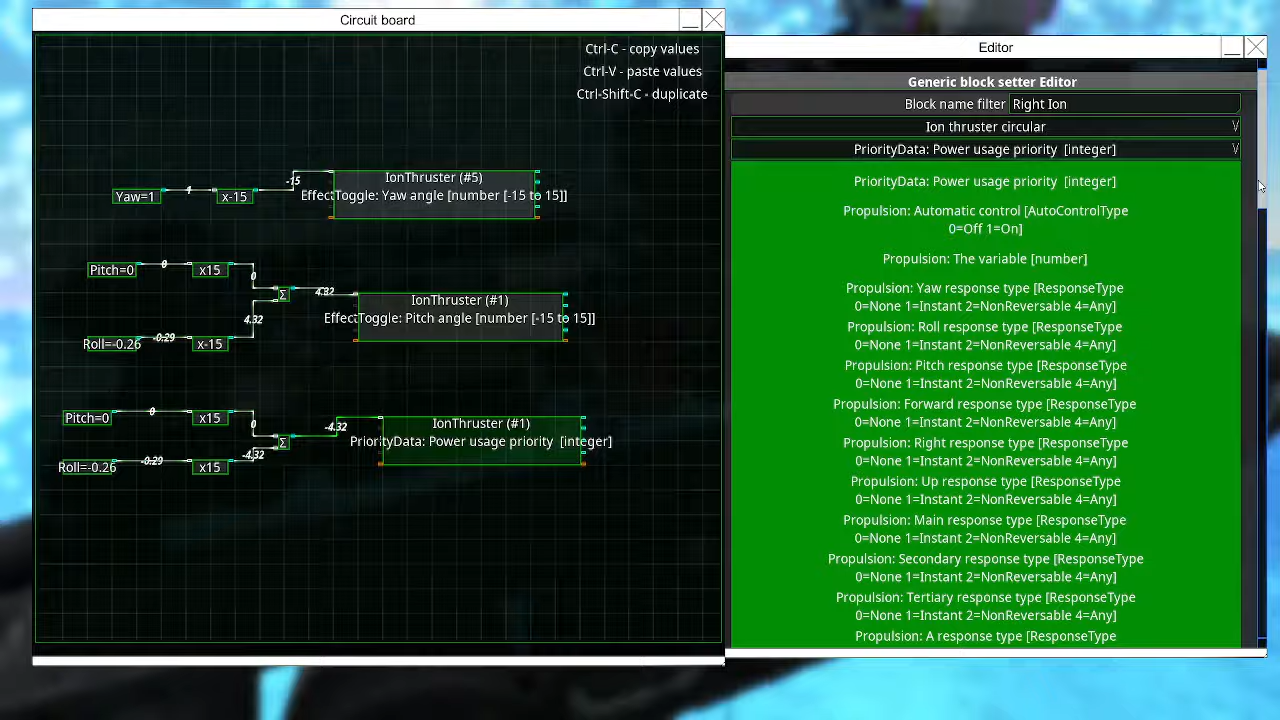 Circuit board
Ctrl-C - copy values
Ctrl-V - paste values
Ctrl-Shift-C - duplicate
Yaw=1
1
x-15
-15
IonThruster (#5)
EffectToggle: Yaw angle [number [-15 to 15]]
Pitch=0
0
x15
0
Σ
4.32
IonThruster (#1)
EffectToggle: Pitch angle [number [-15 to 15]]
4.32
Roll=-0.26
-0.29
x-15
Pitch=0
0
x15
0
Σ
-4.32
IonThruster (#1)
PriorityData: Power usage priority [integer]
-4.32
Roll=-0.26
-0.29
x15
Editor
Generic block setter Editor
Block name filter Right Ion
Ion thruster circular V
PriorityData: Power usage priority [integer] V
PriorityData: Power usage priority [integer]
Propulsion: Automatic control [AutoControlType
0=Off 1=On]
Propulsion: The variable [number]
Propulsion: Yaw response type [ResponseType
0=None 1=Instant 2=NonReversable 4=Any]
Propulsion: Roll response type [ResponseType
0=None 1=Instant 2=NonReversable 4=Any]
Propulsion: Pitch response type [ResponseType
0=None 1=Instant 2=NonReversable 4=Any]
Propulsion: Forward response type [ResponseType
0=None 1=Instant 2=NonReversable 4=Any]
Propulsion: Right response type [ResponseType
0=None 1=Instant 2=NonReversable 4=Any]
Propulsion: Up response type [ResponseType
0=None 1=Instant 2=NonReversable 4=Any]
Propulsion: Main response type [ResponseType
0=None 1=Instant 2=NonReversable 4=Any]
Propulsion: Secondary response type [ResponseType
0=None 1=Instant 2=NonReversable 4=Any]
Propulsion: Tertiary response type [ResponseType
0=None 1=Instant 2=NonReversable 4=Any]
Propulsion: A response type [ResponseType